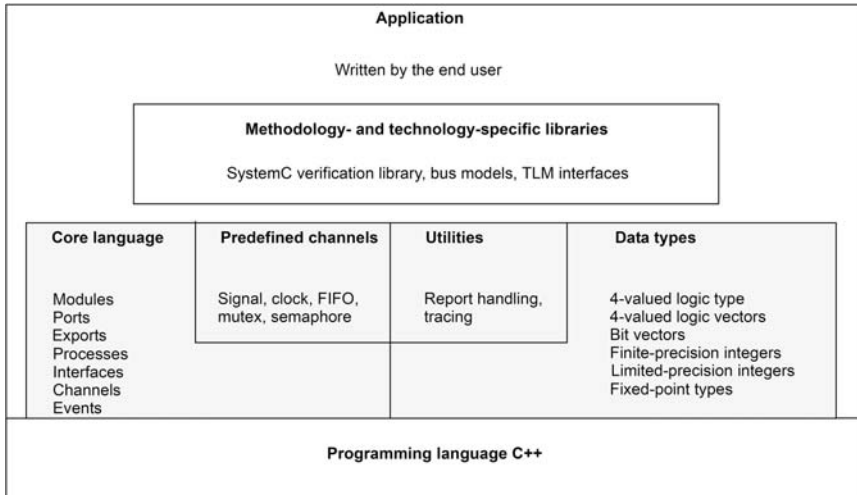 Application
Written by the end user
Methodology- and technology-specific libraries
SystemC verification library, bus models, TLM interfaces
Core language
Modules
Ports
Exports
Processes
Interfaces
Channels
Events
Predefined channels
Signal, clock, FIFO,
mutex, semaphore
Utilities
Report handling,
tracing
Data types
4-valued logic type
4-valued logic vectors
Bit vectors
Finite-precision integers
Limited-precision integers
Fixed-point types
Programming language C++